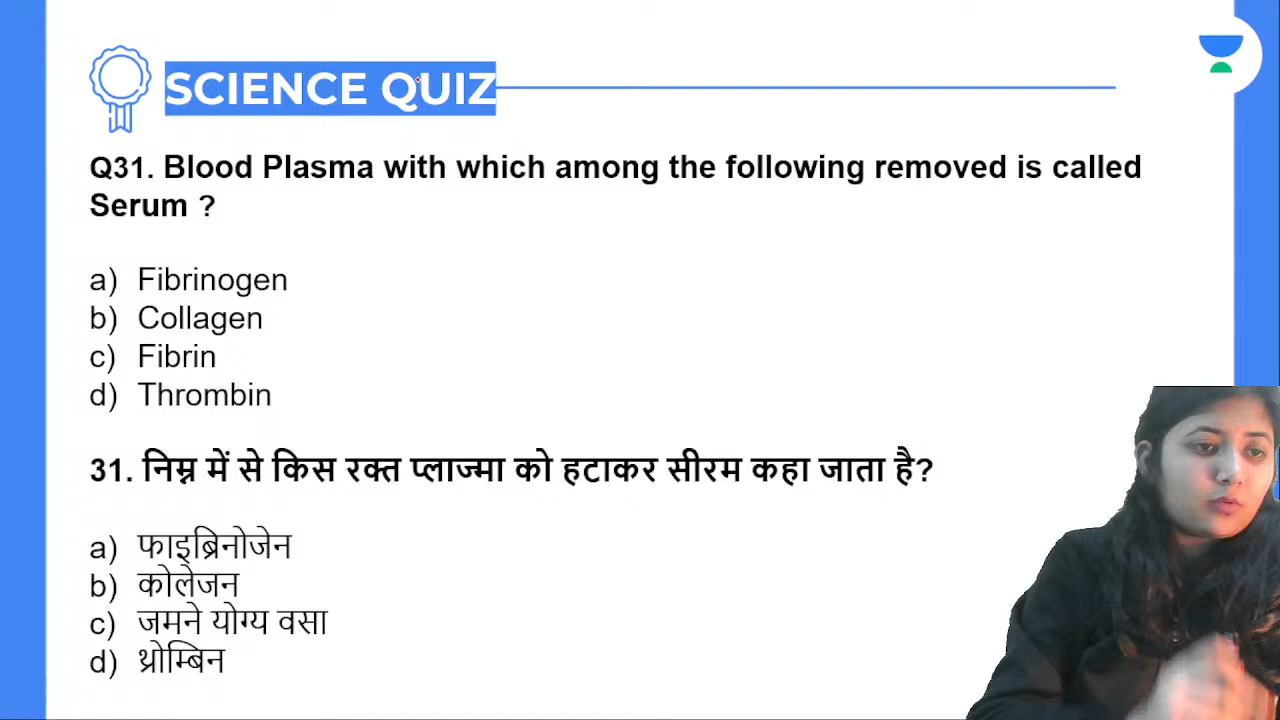 SCIENCE QUIZ
Q31. Blood Plasma with which among the following removed is called
Serum ?
a) Fibrinogen
b) Collagen
c) Fibrin
d) Thrombin
31. निम्न में से किस रक्त प्लाज्मा को हटाकर सीरम कहा जाता है?
a) फाइब्रिनोजेन
b) कोलेजन
c) जमने योग्य वसा
d) थ्रोम्बिन